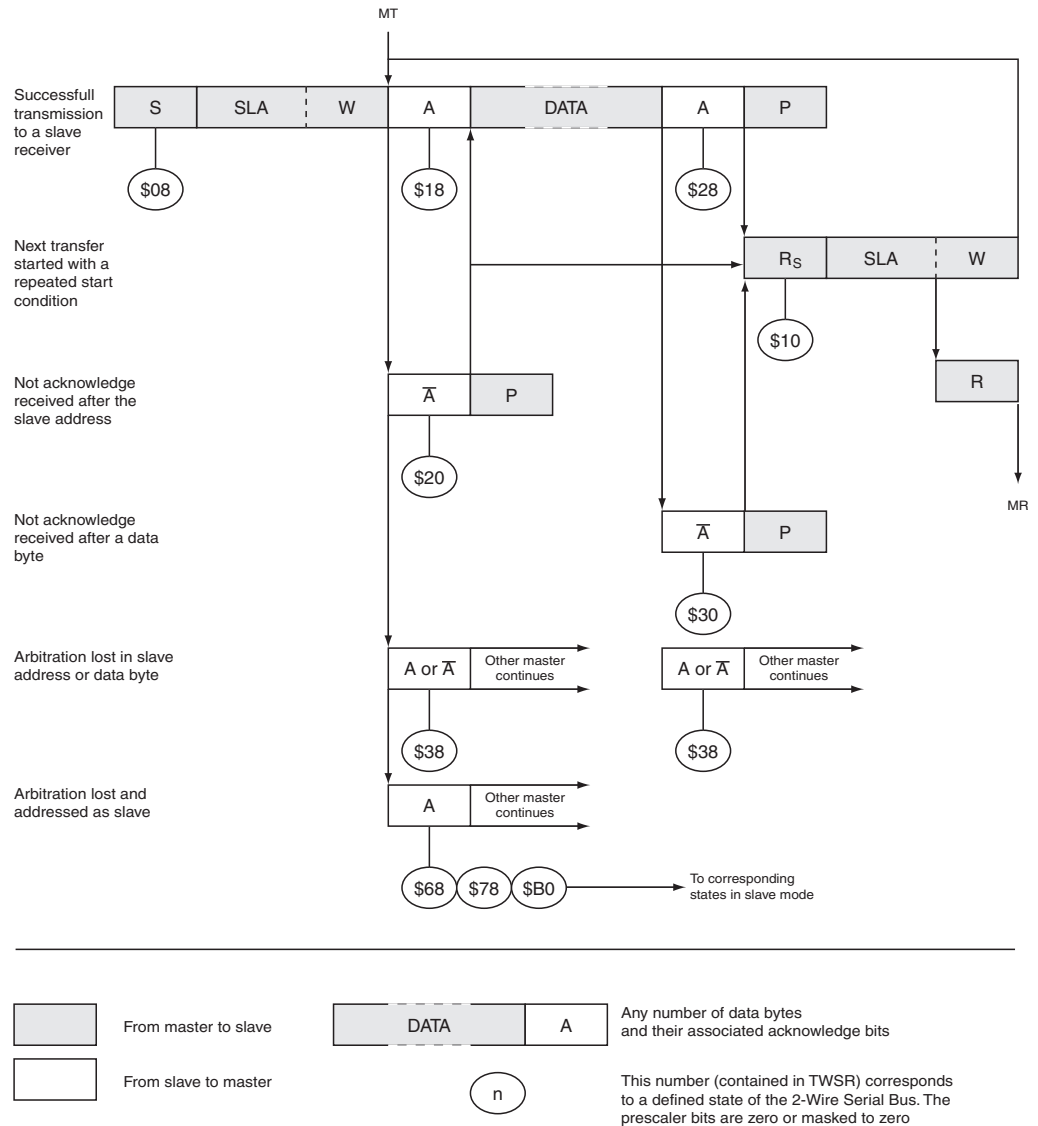 MT
Successfull
transmission
to a slave
receiver
S SLA W A DATA A P
$08 $18 $28
Next transfer
started with a
repeated start
condition
RS SLA W
$10
Not acknowledge
received after the
slave address
A̅ P
R
$20
MR
Not acknowledge
received after a data
byte
A̅ P
$30
Arbitration lost in slave
address or data byte
A or A̅
Other master
continues
A or A̅
Other master
continues
$38 $38
Arbitration lost and
addressed as slave
A
Other master
continues
$68 $78 $B0
To corresponding
states in slave mode
From master to slave
DATA A
Any number of data bytes
and their associated acknowledge bits
From slave to master
n
This number (contained in TWSR) corresponds
to a defined state of the 2-Wire Serial Bus. The
prescaler bits are zero or masked to zero